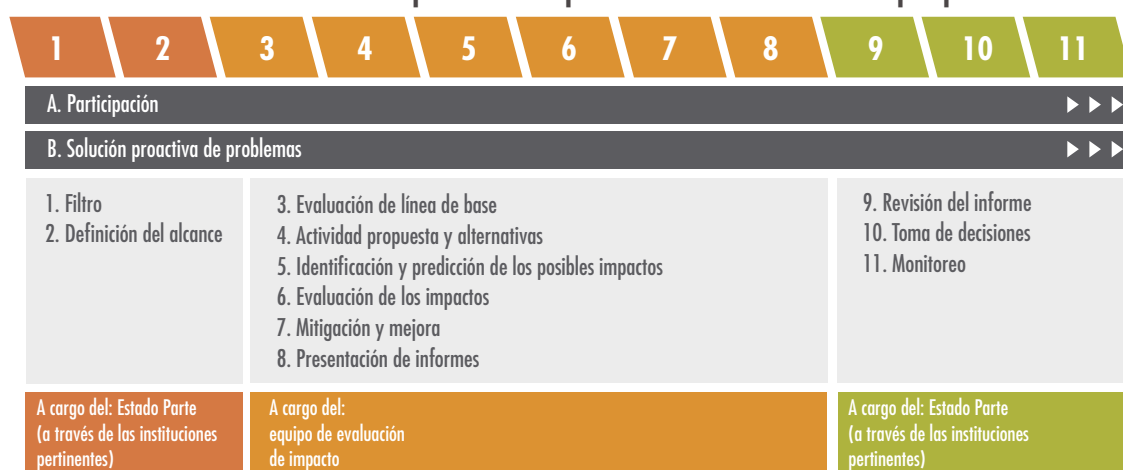 1 2 3 4 5 6 7 8 9 10 11
A. Participación
B. Solución proactiva de problemas
1. Filtro
2. Definición del alcance
3. Evaluación de línea de base
4. Actividad propuesta y alternativas
5. Identificación y predicción de los posibles impactos
6. Evaluación de los impactos
7. Mitigación y mejora
8. Presentación de informes
9. Revisión del informe
10. Toma de decisiones
11. Monitoreo
A cargo del: Estado Parte
(a través de las instituciones
pertinentes)
A cargo del:
equipo de evaluación
de impacto
A cargo del: Estado Parte
(a través de las instituciones
pertinentes)